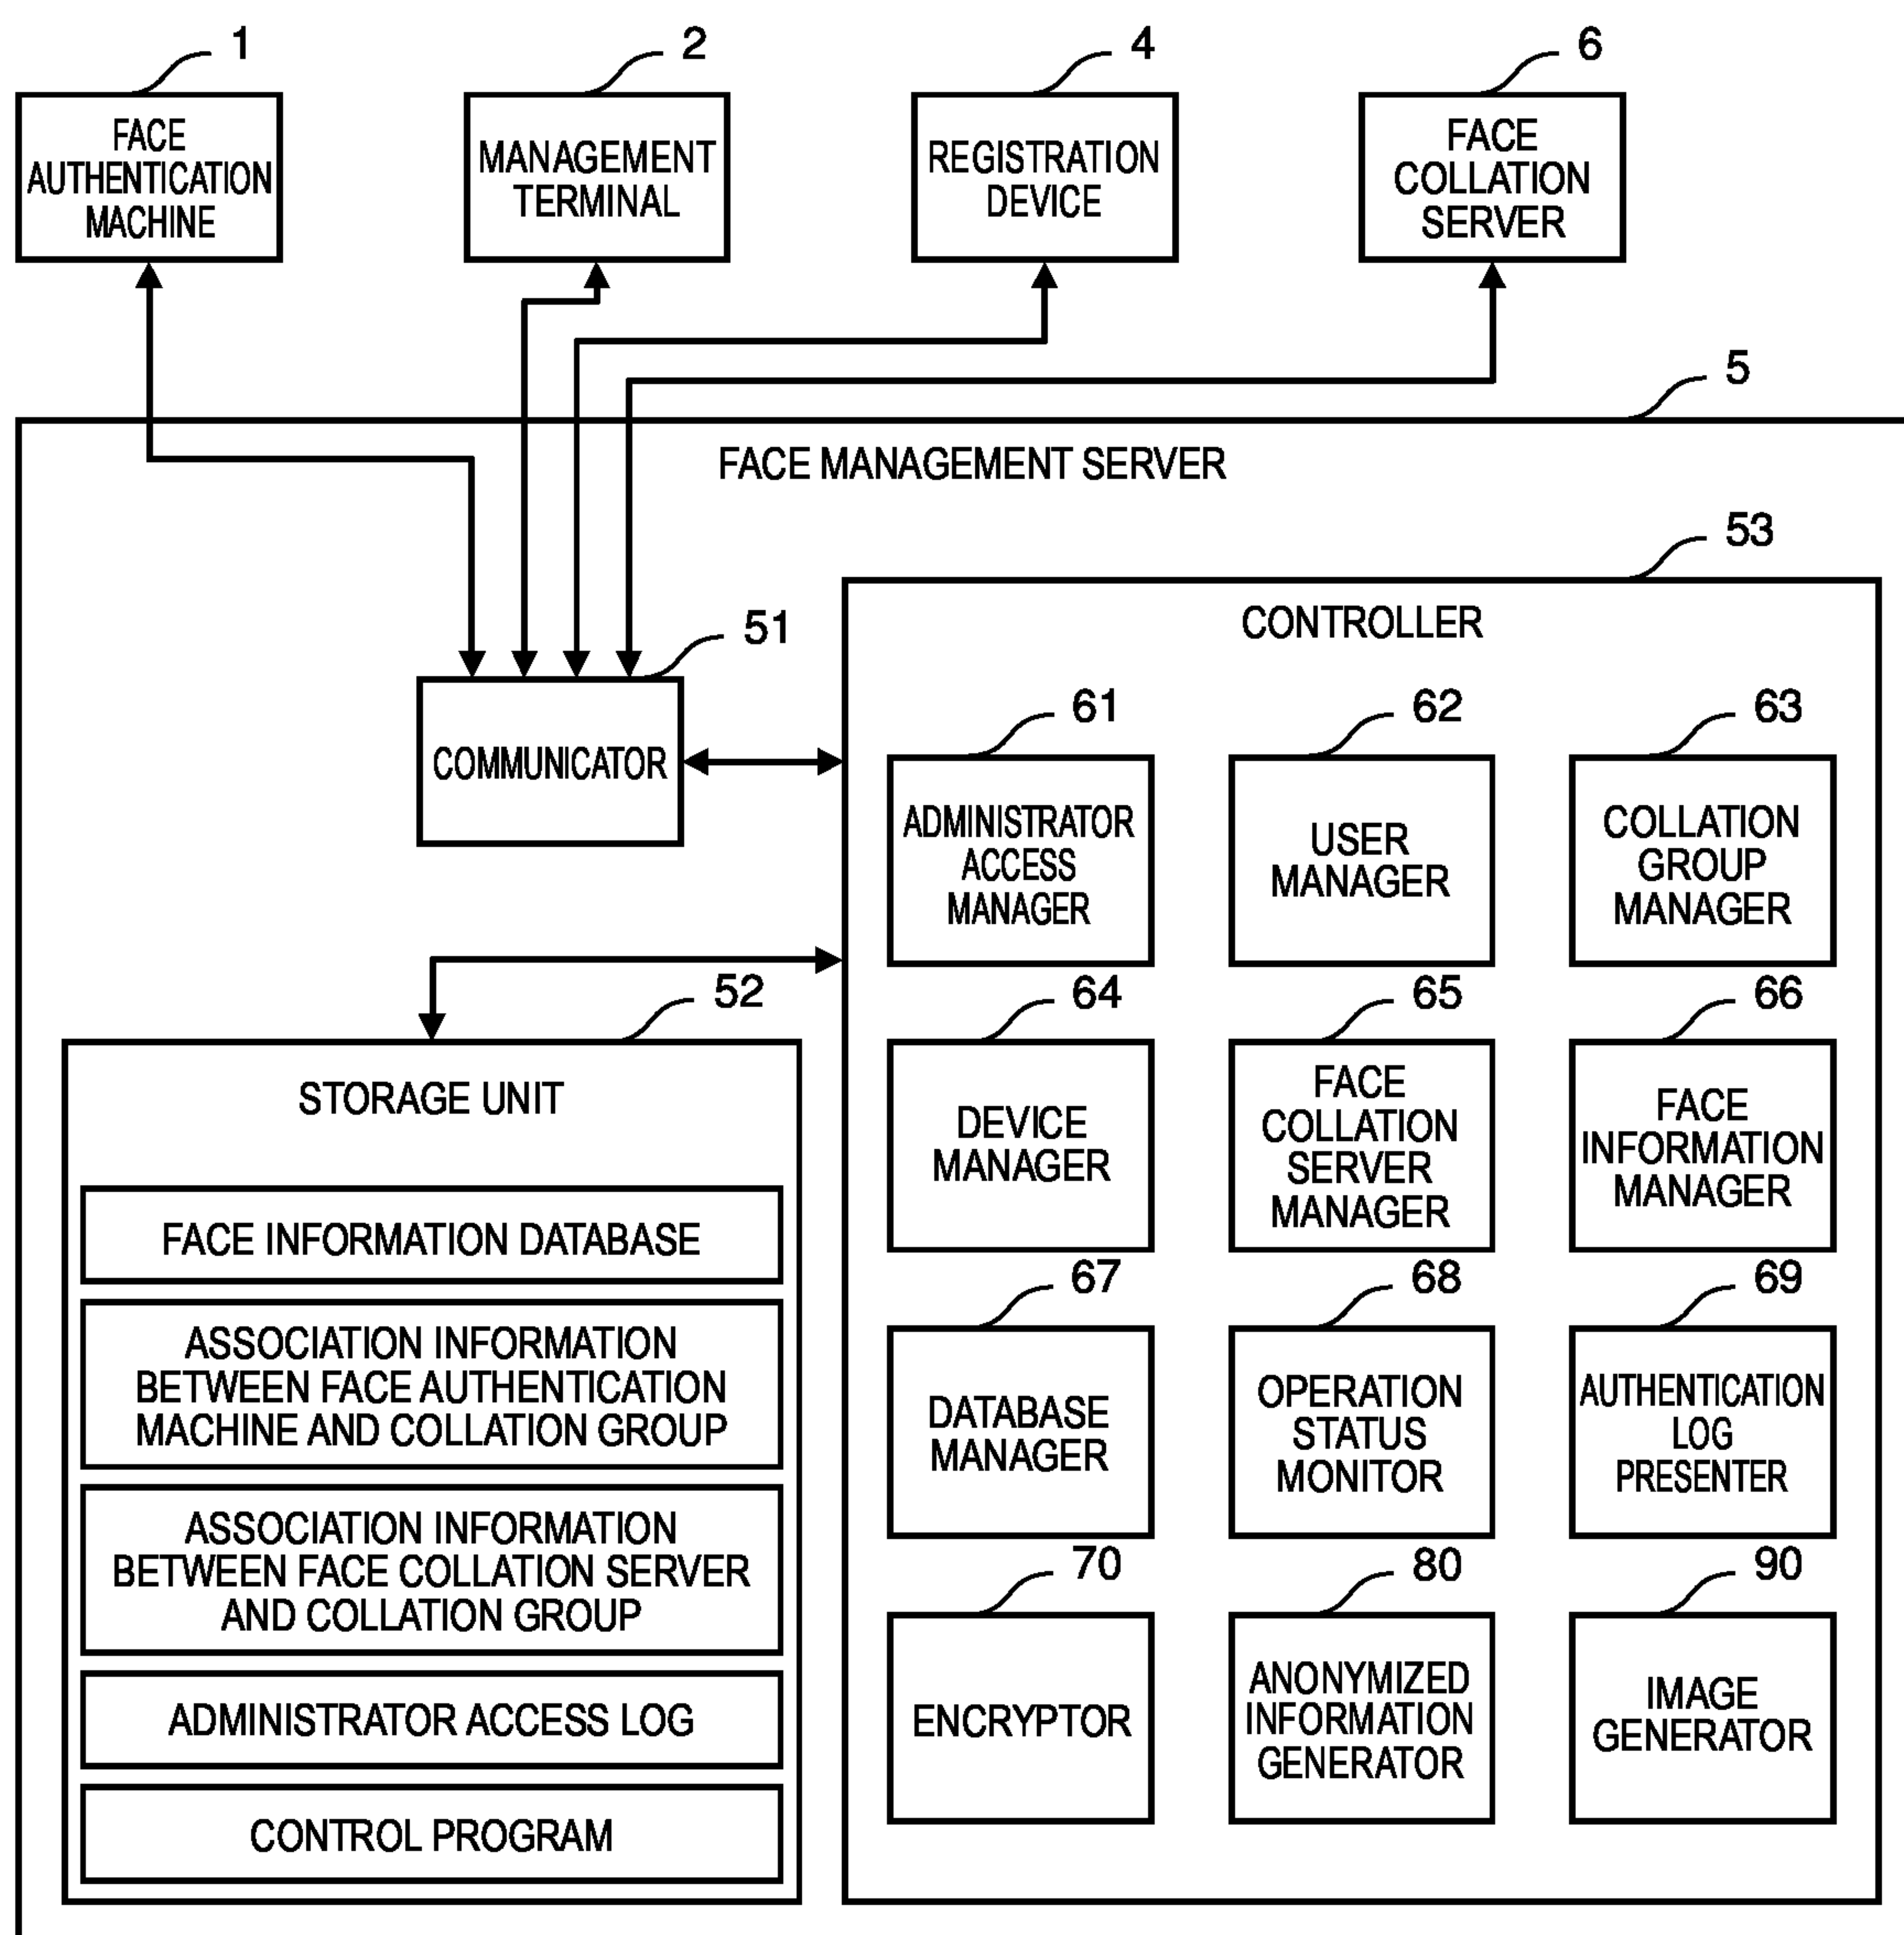 1
2
4
6
FACE
AUTHENTICATION
MACHINE
MANAGEMENT
TERMINAL
REGISTRATION
DEVICE
FACE
COLLATION
SERVER
5
FACE MANAGEMENT SERVER
53
CONTROLLER
51
COMMUNICATOR
61
62
63
ADMINISTRATOR
ACCESS
MANAGER
USER
MANAGER
COLLATION
GROUP
MANAGER
52
64
65
66
STORAGE UNIT
FACE INFORMATION DATABASE
ASSOCIATION INFORMATION
BETWEEN FACE AUTHENTICATION
MACHINE AND COLLATION GROUP
ASSOCIATION INFORMATION
BETWEEN FACE COLLATION SERVER
AND COLLATION GROUP
ADMINISTRATOR ACCESS LOG
CONTROL PROGRAM
DEVICE
MANAGER
FACE
COLLATION
SERVER
MANAGER
FACE
INFORMATION
MANAGER
67
68
69
DATABASE
MANAGER
OPERATION
STATUS
MONITOR
AUTHENTICATION
LOG
PRESENTER
70
80
90
ENCRYPTOR
ANONYMIZED
INFORMATION
GENERATOR
IMAGE
GENERATOR